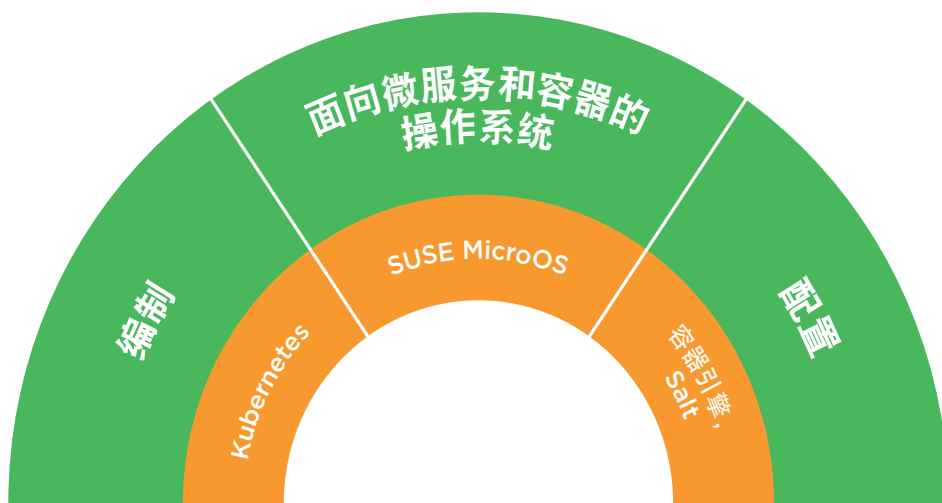 面向微服务和容器的
操作系统
编制
配置
SUSE MicroOS
Kubernetes
容器引擎，
Salt